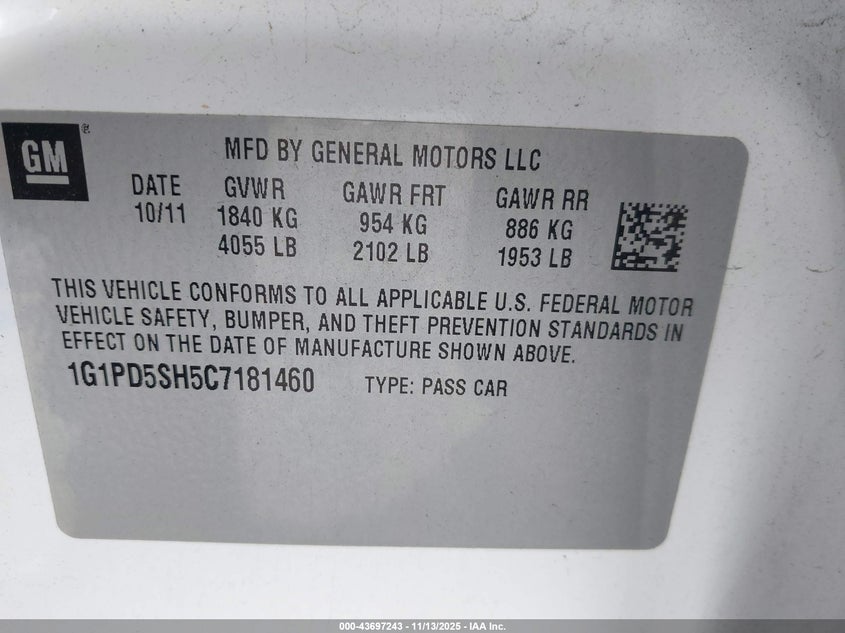 GM
®
MFD BY GENERAL MOTORS LLC
DATE GVWR GAWR FRT GAWR RR
10/11 1840 KG 954 KG 886 KG
4055 LB 2102 LB 1953 LB
THIS VEHICLE CONFORMS TO ALL APPLICABLE U.S. FEDERAL MOTOR
VEHICLE SAFETY, BUMPER, AND THEFT PREVENTION STANDARDS IN
EFFECT ON THE DATE OF MANUFACTURE SHOWN ABOVE.
1G1PD5SH5C7181460 TYPE: PASS CAR
000-43697243 - 11/13/2025 - IAA Inc.